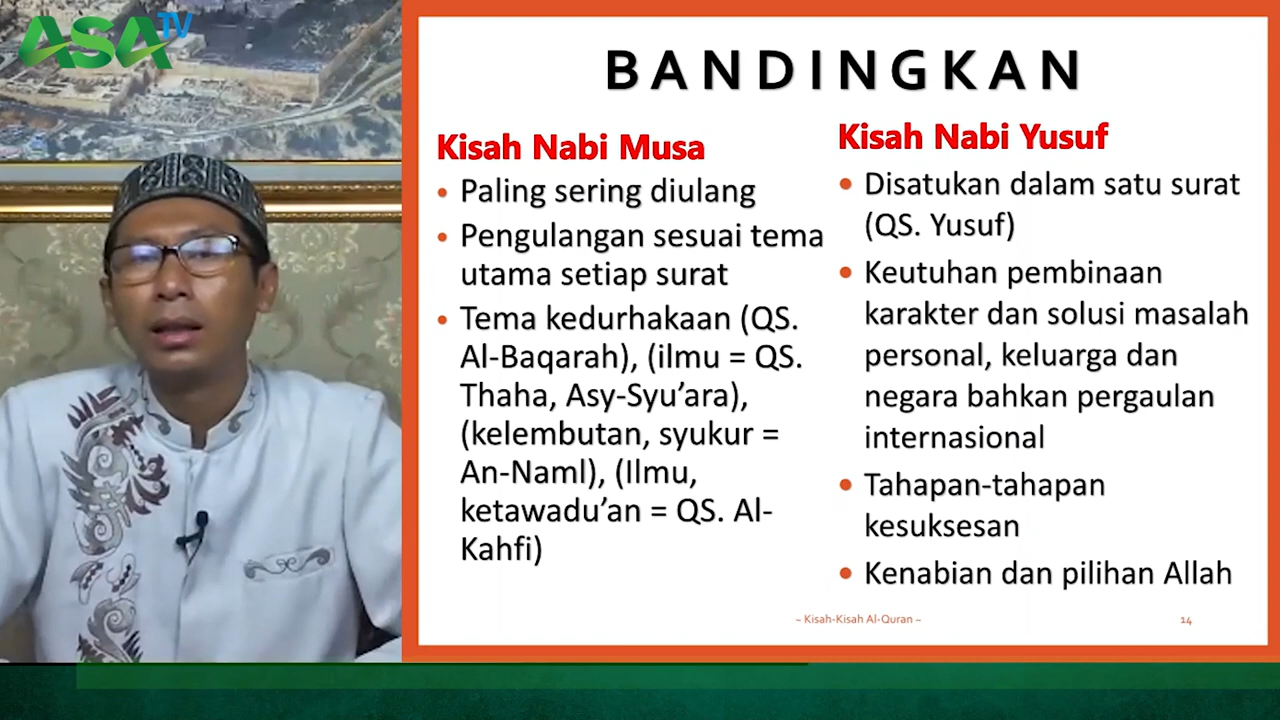 ASA TV
BANDINGKAN
Kisah Nabi Musa
• Paling sering diulang
• Pengulangan sesuai tema
utama setiap surat
• Tema kedurhakaan (QS.
Al-Baqarah), (ilmu = QS.
Thaha, Asy-Syu’ara),
(kelembutan, syukur =
An-Naml), (Ilmu,
ketawadu’an = QS. Al-
Kahfi)
Kisah Nabi Yusuf
• Disatukan dalam satu surat
(QS. Yusuf)
• Keutuhan pembinaan
karakter dan solusi masalah
personal, keluarga dan
negara bahkan pergaulan
internasional
• Tahapan-tahapan
kesuksesan
• Kenabian dan pilihan Allah
~ Kisah-Kisah Al-Quran ~
14